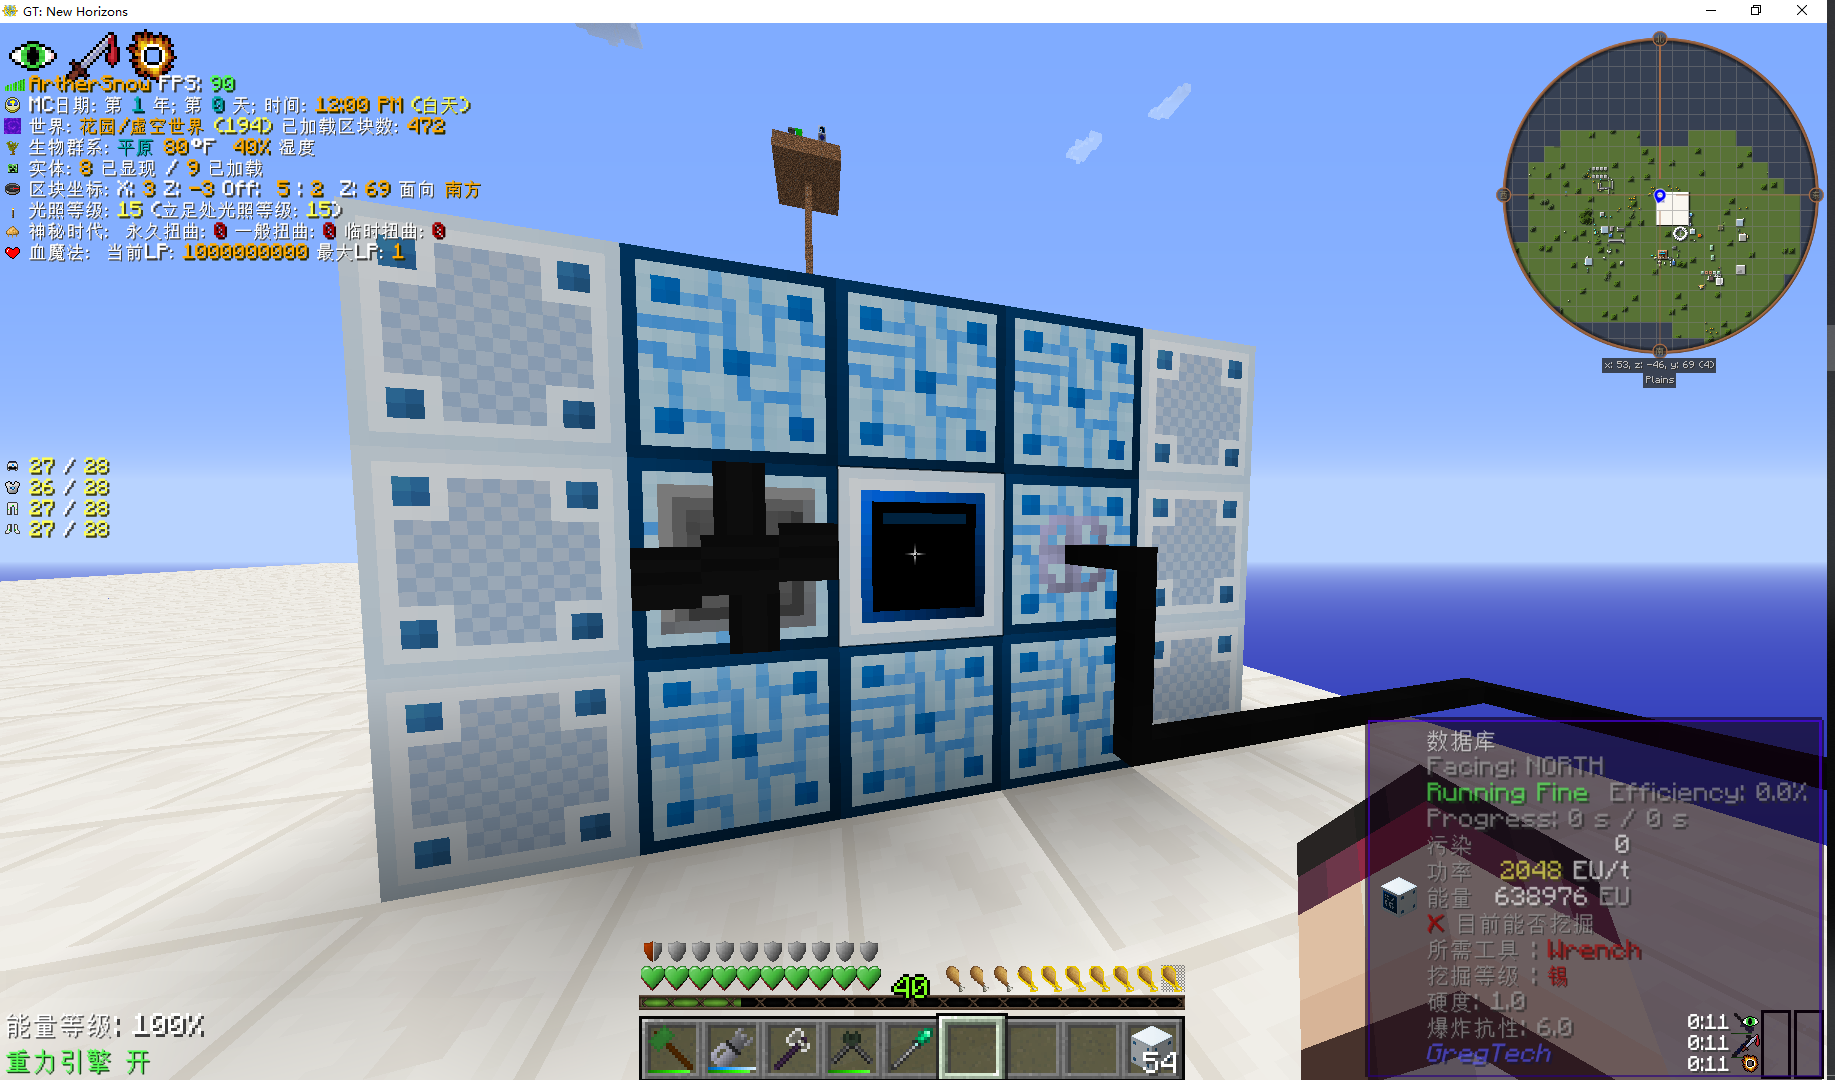 GT: New Horizons
ArtherSnow FPS: 90
MC日期: 第 1 年; 第 0 天; 时间: 12:00 PM (白天)
世界: 花园/虚空世界 (194) 已加载区块数: 472
生物群系: 平原 80°F 40% 湿度
实体: 8 已显现 / 9 已加载
区块坐标: X: 3 Z: -3 Off: 5 : 2 Z: 69 面向 南方
光照等级: 15 (立足处光照等级: 15)
神秘时代: 永久扭曲: 0 一般扭曲: 0 临时扭曲: 0
血魔法: 当前LP: 1000000000 最大LP: 1
x: 53, z: -46, y: 69 (4)
Plains
27 / 28
26 / 28
27 / 28
27 / 28
数据库
Facing: NORTH
Running Fine Efficiency: 0.0%
Progress: 0 s / 0 s
污染 0
功率 2048 EU/t
能量 638976 EU
✕ 目前能否挖掘
所需工具 : Wrench
挖掘等级 : 锡
硬度: 1.0
爆炸抗性: 6.0
GregTech
40
54
能量等级: 100%
重力引擎 开
0:11
0:11
0:11